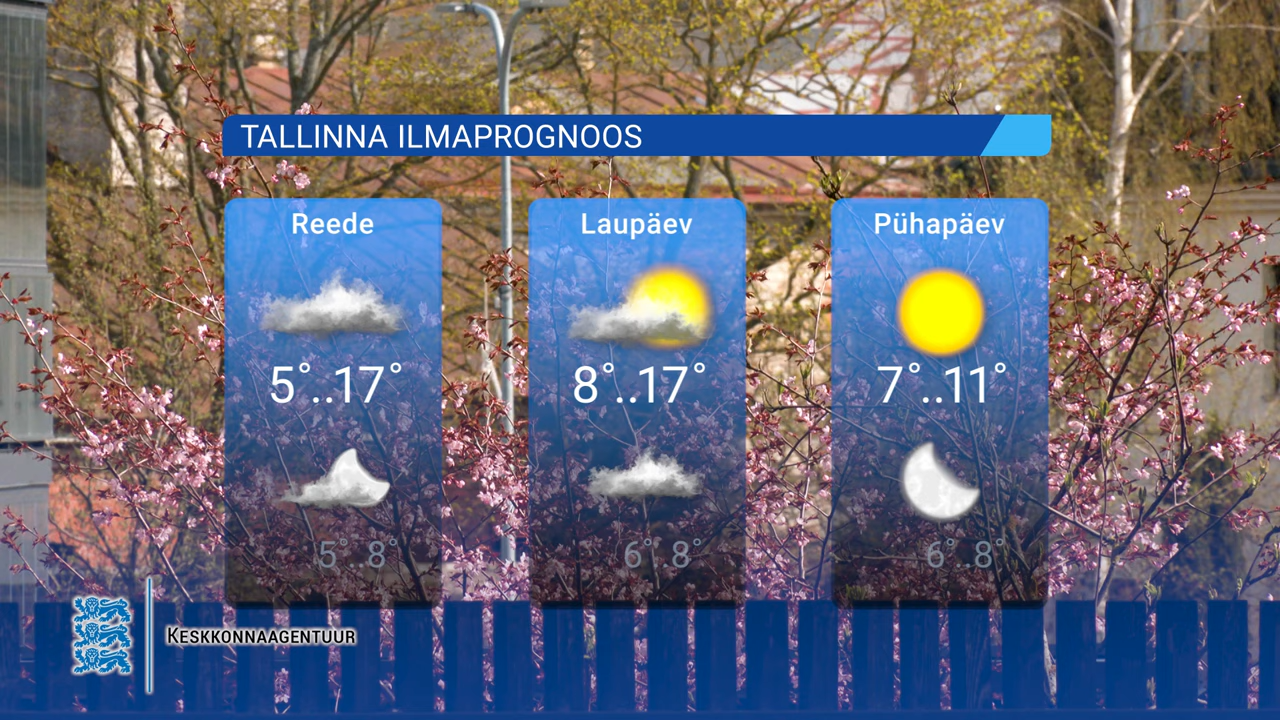 TALLINNA ILMAPROGNOOS
Reede
5°..17°
5°..8°
Laupäev
8°..17°
6°..8°
Pühapäev
7°..11°
6°..8°
KESKKONNAAGENTUUR